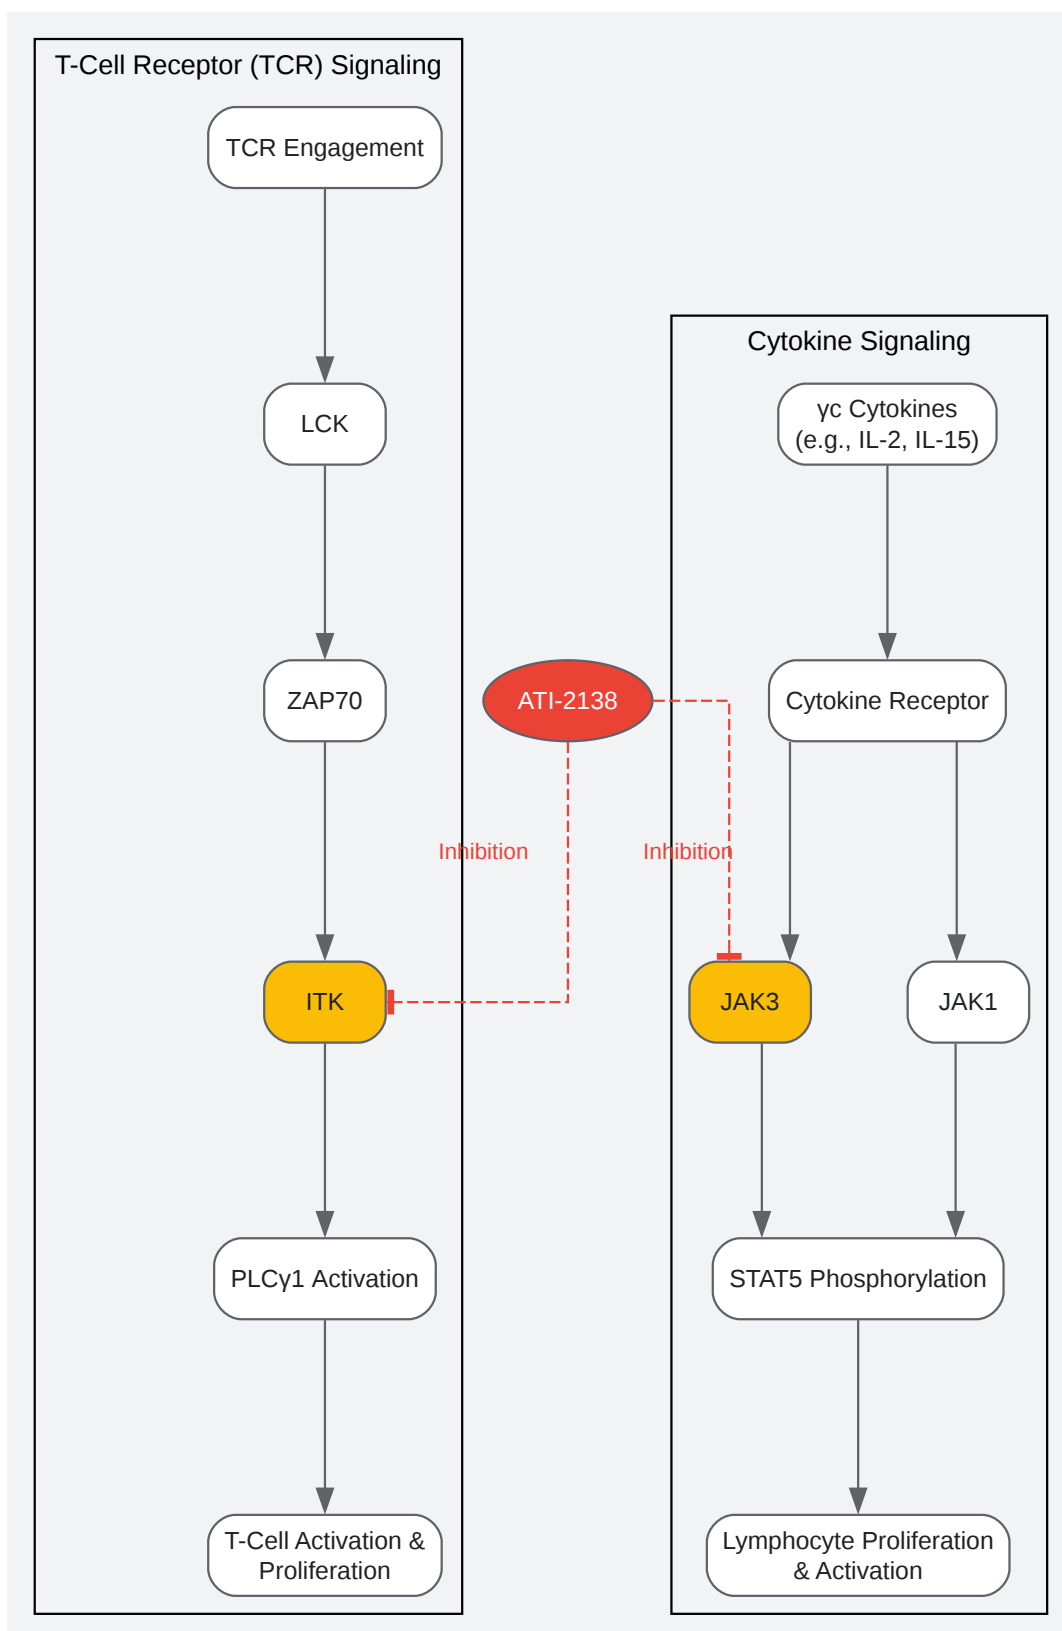 T-Cell Receptor (TCR) Signaling
TCR Engagement
LCK
ZAP70
ITK
PLCγ1 Activation
T-Cell Activation &
Proliferation
ATI-2138
Inhibition
Inhibition
Cytokine Signaling
γc Cytokines
(e.g., IL-2, IL-15)
Cytokine Receptor
JAK3
JAK1
STAT5 Phosphorylation
Lymphocyte Proliferation
& Activation